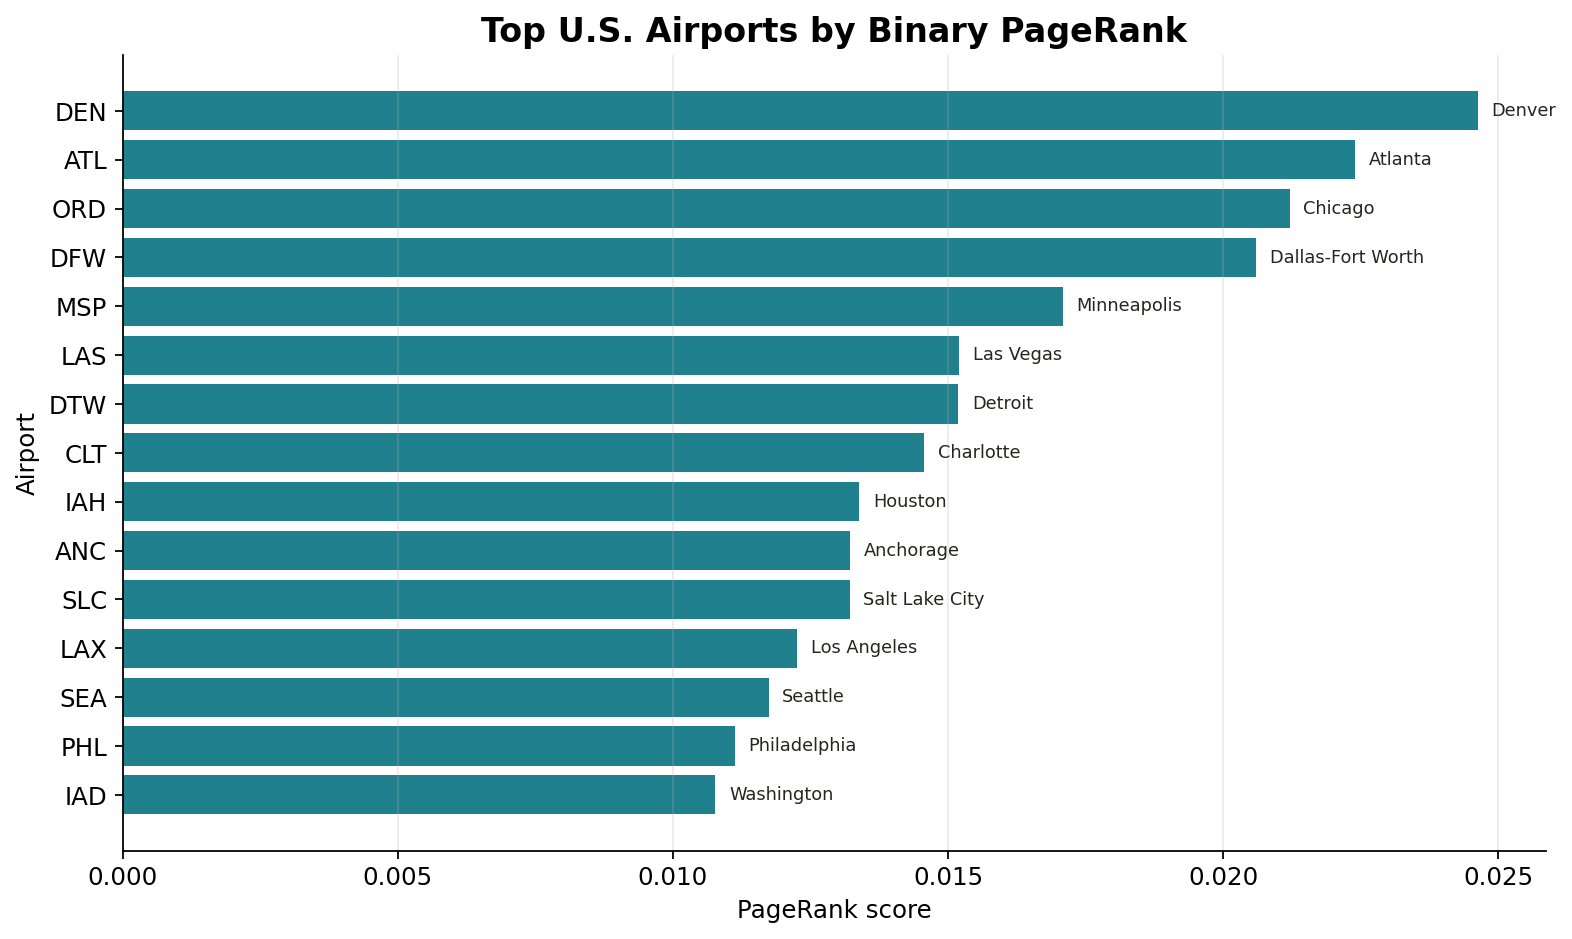 Top U.S. Airports by Binary PageRank
DEN Denver
ATL Atlanta
ORD Chicago
DFW Dallas-Fort Worth
MSP Minneapolis
LAS Las Vegas
DTW Detroit
CLT Charlotte
IAH Houston
ANC Anchorage
SLC Salt Lake City
LAX Los Angeles
SEA Seattle
PHL Philadelphia
IAD Washington
Airport
0.000 0.005 0.010 0.015 0.020 0.025
PageRank score